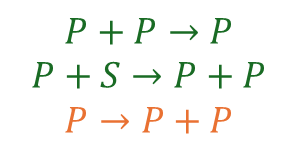 P + P → P
P + S → P + P
P → P + P